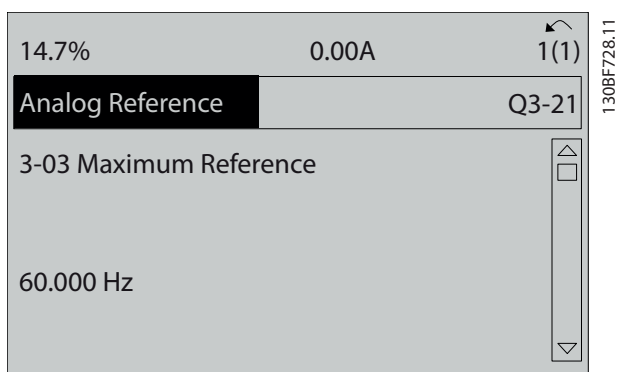 14.7% 0.00A 1(1)
Analog Reference Q3-21
3-03 Maximum Reference
60.000 Hz
130BF728.11